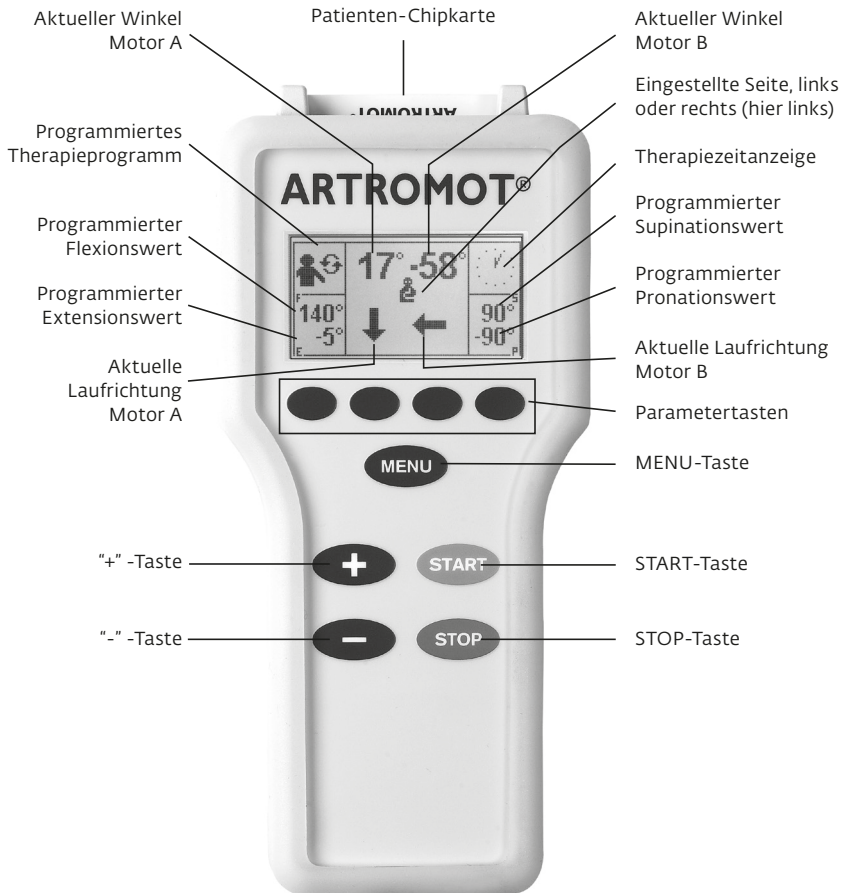 Aktueller Winkel
Motor A
Patienten-Chipkarte
Aktueller Winkel
Motor B
Eingestellte Seite, links
oder rechts (hier links)
ARTROMOT®
Programmiertes
Therapieprogramm
Therapiezeitanzeige
ARTROMOT®
Programmierter
Supinationswert
Programmierter
Flexionswert
17° -58°
Programmierter
Pronationswert
Programmierter
Extensionswert
F
140°
-5°
E
S
90°
-90°
P
Aktuelle
Laufrichtung
Motor A
Aktuelle Laufrichtung
Motor B
Parametertasten
MENU
MENU-Taste
"+" -Taste
+
START
START-Taste
"-" -Taste
-
STOP
STOP-Taste